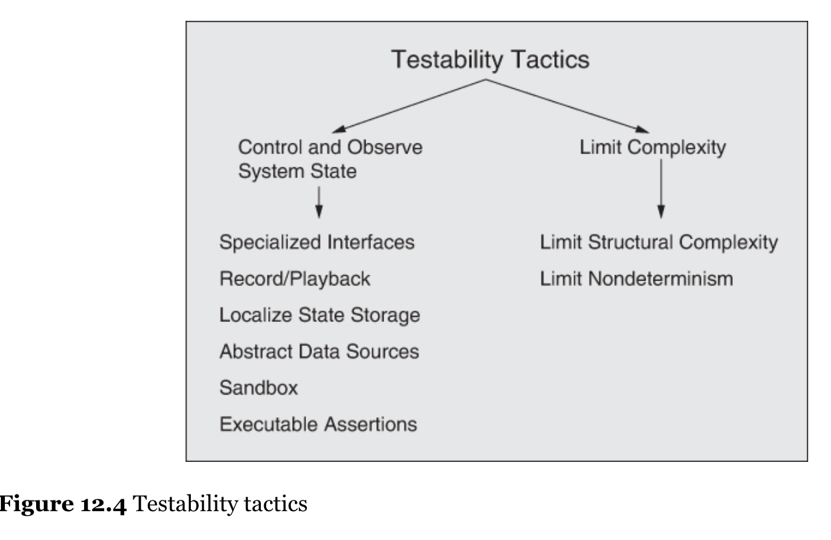 Testability Tactics
Control and Observe
System State
Limit Complexity
Specialized Interfaces
Record/Playback
Localize State Storage
Abstract Data Sources
Sandbox
Executable Assertions
Limit Structural Complexity
Limit Nondeterminism
Figure 12.4 Testability tactics